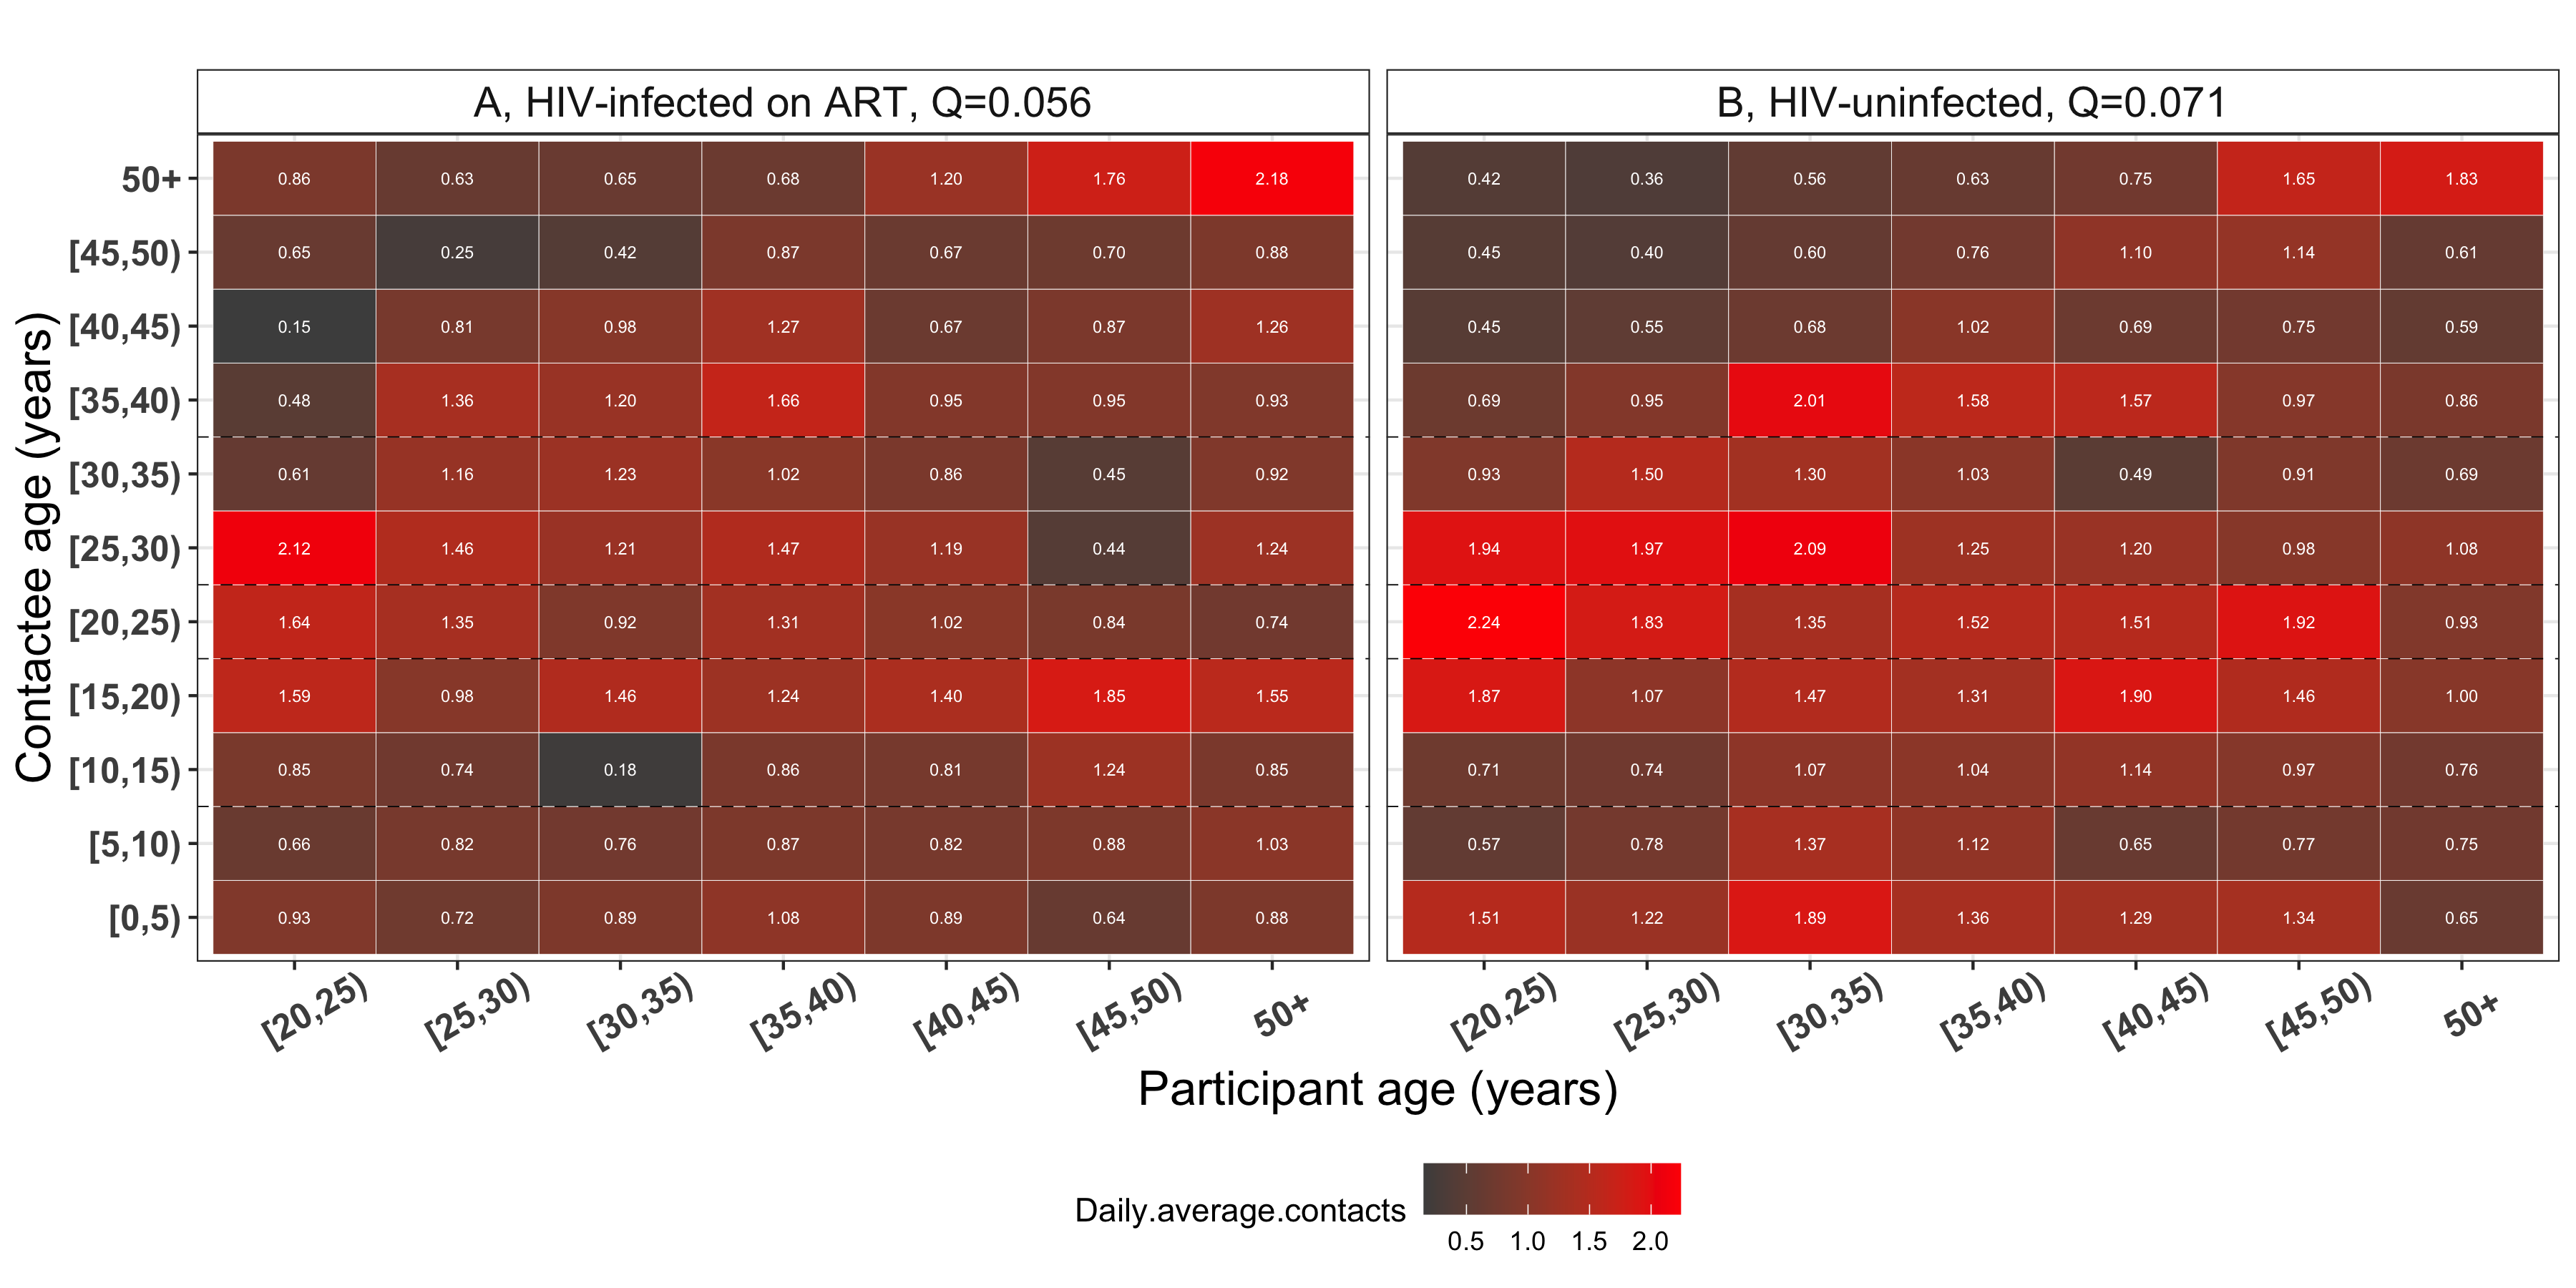 A, HIV-infected on ART, Q=0.056
B, HIV-uninfected, Q=0.071
Contactee age (years)
50+ 0.86 0.63 0.65 0.68 1.20 1.76 2.18 0.42 0.36 0.56 0.63 0.75 1.65 1.83
[45,50) 0.65 0.25 0.42 0.87 0.67 0.70 0.88 0.45 0.40 0.60 0.76 1.10 1.14 0.61
[40,45) 0.15 0.81 0.98 1.27 0.67 0.87 1.26 0.45 0.55 0.68 1.02 0.69 0.75 0.59
[35,40) 0.48 1.36 1.20 1.66 0.95 0.95 0.93 0.69 0.95 2.01 1.58 1.57 0.97 0.86
[30,35) 0.61 1.16 1.23 1.02 0.86 0.45 0.92 0.93 1.50 1.30 1.03 0.49 0.91 0.69
[25,30) 2.12 1.46 1.21 1.47 1.19 0.44 1.24 1.94 1.97 2.09 1.25 1.20 0.98 1.08
[20,25) 1.64 1.35 0.92 1.31 1.02 0.84 0.74 2.24 1.83 1.35 1.52 1.51 1.92 0.93
[15,20) 1.59 0.98 1.46 1.24 1.40 1.85 1.55 1.87 1.07 1.47 1.31 1.90 1.46 1.00
[10,15) 0.85 0.74 0.18 0.86 0.81 1.24 0.85 0.71 0.74 1.07 1.04 1.14 0.97 0.76
[5,10) 0.66 0.82 0.76 0.87 0.82 0.88 1.03 0.57 0.78 1.37 1.12 0.65 0.77 0.75
[0,5) 0.93 0.72 0.89 1.08 0.89 0.64 0.88 1.51 1.22 1.89 1.36 1.29 1.34 0.65
[20,25) [25,30) [30,35) [35,40) [40,45) [45,50) 50+ [20,25) [25,30) [30,35) [35,40) [40,45) [45,50) 50+
Participant age (years)
Daily.average.contacts
0.5 1.0 1.5 2.0